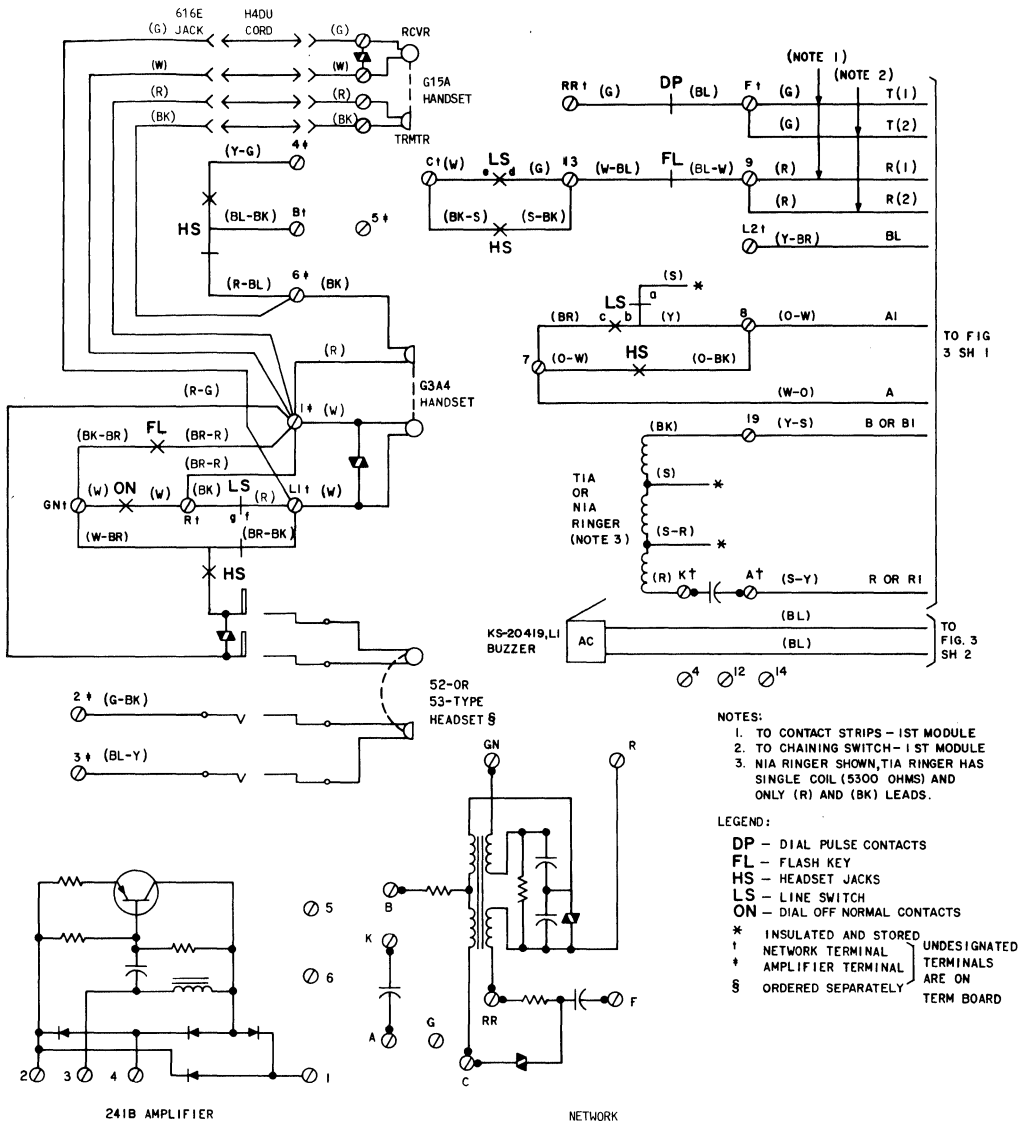 616E JACK
H4DU CORD
(G) (G) RCVR
(W) (W)
G15A HANDSET
(R) (R)
(BK) (BK)
TRMTR
(Y-G) 4‡
HS (BL-BK) B† 5‡
(R-BL) 6‡ (BK)
(R)
G3A4 HANDSET
(R-G)
1‡ (W)
(BK-BR) FL (BR-R)
(BR-R)
GN† (W) ON (W) R† (BK) LS g f (R) L1† (W)
(W-BR) (BR-BK)
HS
52-OR 53-TYPE HEADSET §
2‡ (G-BK)
3‡ (BL-Y)
(NOTE 1)
(NOTE 2)
RR† (G) DP (BL) F† (G) T(1)
(G) T(2)
C† (W) LS e d (G) 13 (W-BL) FL (BL-W) 9 (R) R(1)
(R) R(2)
(BK-S) (S-BK)
HS
L2† (Y-BR) BL
(S) *
LS a
(BR) c b (Y) 8 (O-W) A1
7 (O-W) HS (O-BK)
(W-O) A
TO FIG 3 SH 1
(BK) 19 (Y-S) B OR B1
(S) *
T1A OR N1A RINGER (NOTE 3)
(S-R) *
(R) K† A† (S-Y) R OR R1
KS-20419,L1 BUZZER
AC
(BL)
(BL)
TO FIG. 3 SH 2
4 12 14
NOTES:
1. TO CONTACT STRIPS – 1ST MODULE
2. TO CHAINING SWITCH – 1ST MODULE
3. N1A RINGER SHOWN, T1A RINGER HAS
SINGLE COIL (5300 OHMS) AND
ONLY (R) AND (BK) LEADS.
LEGEND:
DP – DIAL PULSE CONTACTS
FL – FLASH KEY
HS – HEADSET JACKS
LS – LINE SWITCH
ON – DIAL OFF NORMAL CONTACTS
* INSULATED AND STORED
† NETWORK TERMINAL
‡ AMPLIFIER TERMINAL
§ ORDERED SEPARATELY
UNDESIGNATED
TERMINALS
ARE ON
TERM BOARD
5
6
2 3 4 1
241B AMPLIFIER
GN R
B
K
A G
RR F
C
NETWORK